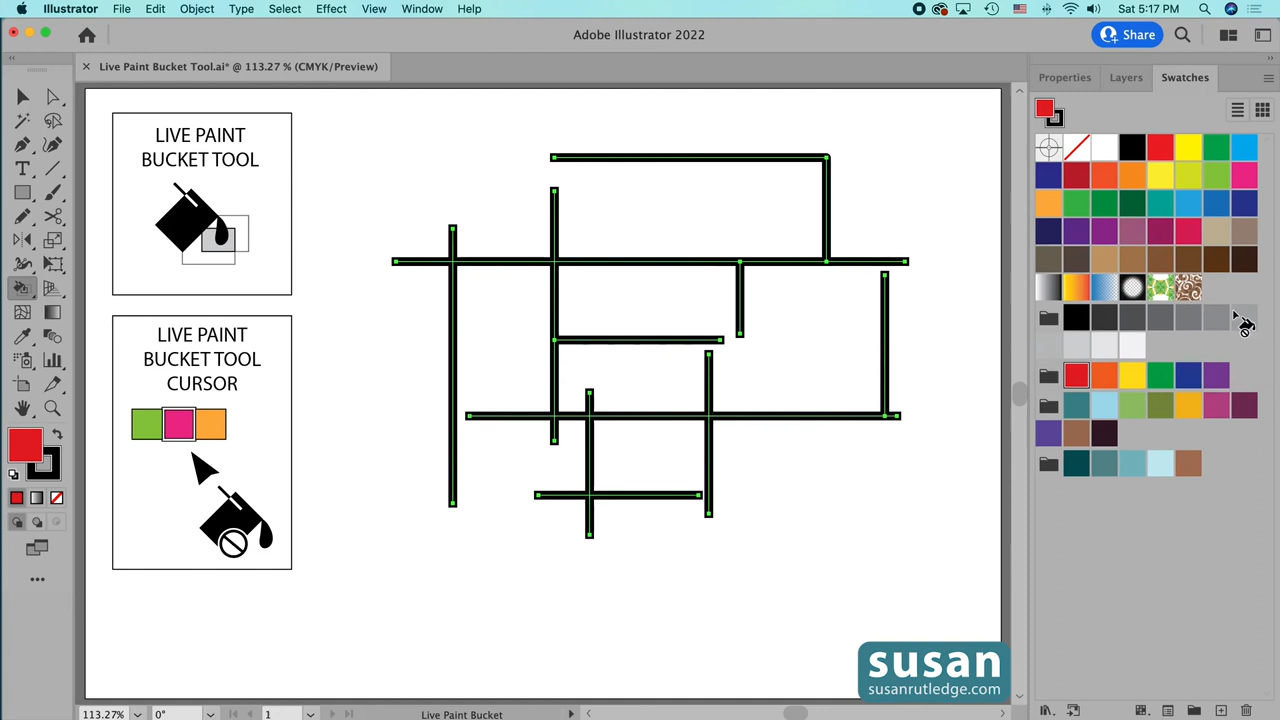 Illustrator File Edit Object Type Select Effect View Window Help Sat 5:17 PM
Adobe Illustrator 2022
Share
Live Paint Bucket Tool.ai* @ 113.27 % (CMYK/Preview)
Properties Layers Swatches
LIVE PAINT
BUCKET TOOL
LIVE PAINT
BUCKET TOOL
CURSOR
susan
susanrutledge.com
113.27% 0° 1 Live Paint Bucket